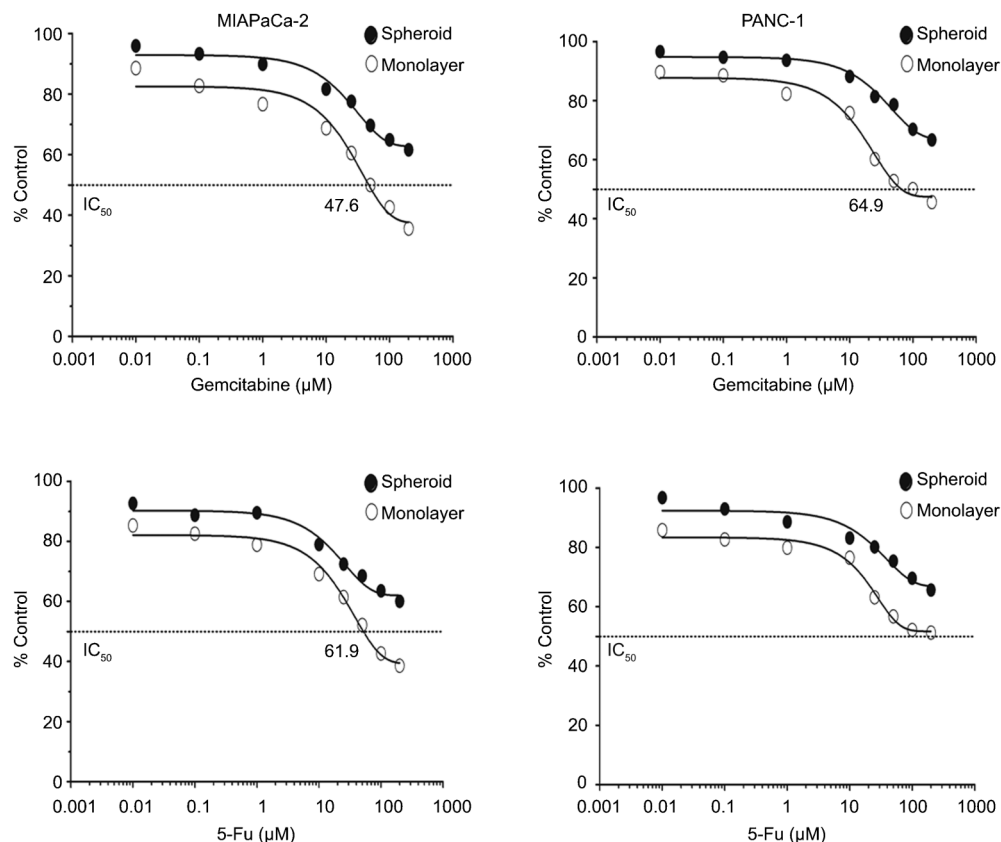 MIAPaCa-2
Spheroid
Monolayer
% Control
100
80
60
40
20
0
IC50
47.6
0.001 0.01 0.1 1 10 100 1000
Gemcitabine (µM)
PANC-1
Spheroid
Monolayer
% Control
100
80
60
40
20
0
IC50
64.9
0.001 0.01 0.1 1 10 100 1000
Gemcitabine (µM)
Spheroid
Monolayer
% Control
100
80
60
40
20
0
IC50
61.9
0.001 0.01 0.1 1 10 100 1000
5-Fu (µM)
Spheroid
Monolayer
% Control
100
80
60
40
20
0
IC50
0.001 0.01 0.1 1 10 100 1000
5-Fu (µM)